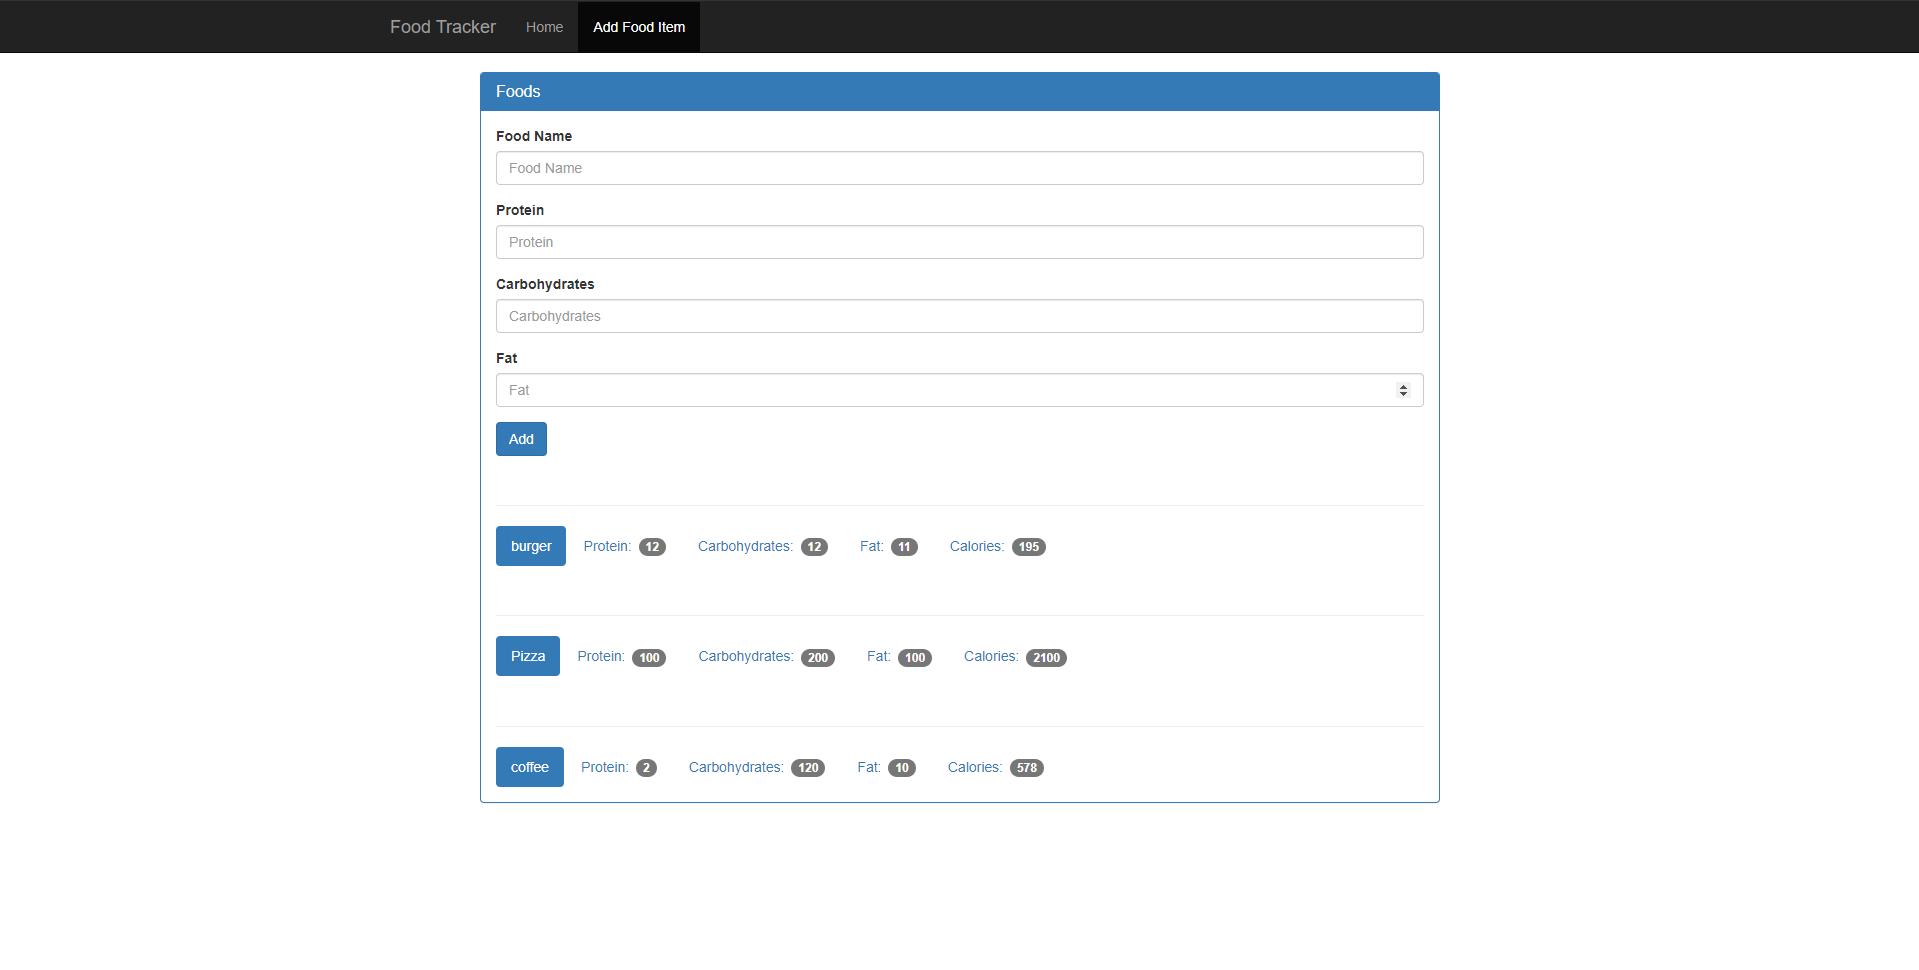 Food Tracker Home Add Food Item
Foods
Food Name
Food Name
Protein
Protein
Carbohydrates
Carbohydrates
Fat
Fat
Add
burger Protein: 12 Carbohydrates: 12 Fat: 11 Calories: 195
Pizza Protein: 100 Carbohydrates: 200 Fat: 100 Calories: 2100
coffee Protein: 2 Carbohydrates: 120 Fat: 10 Calories: 578